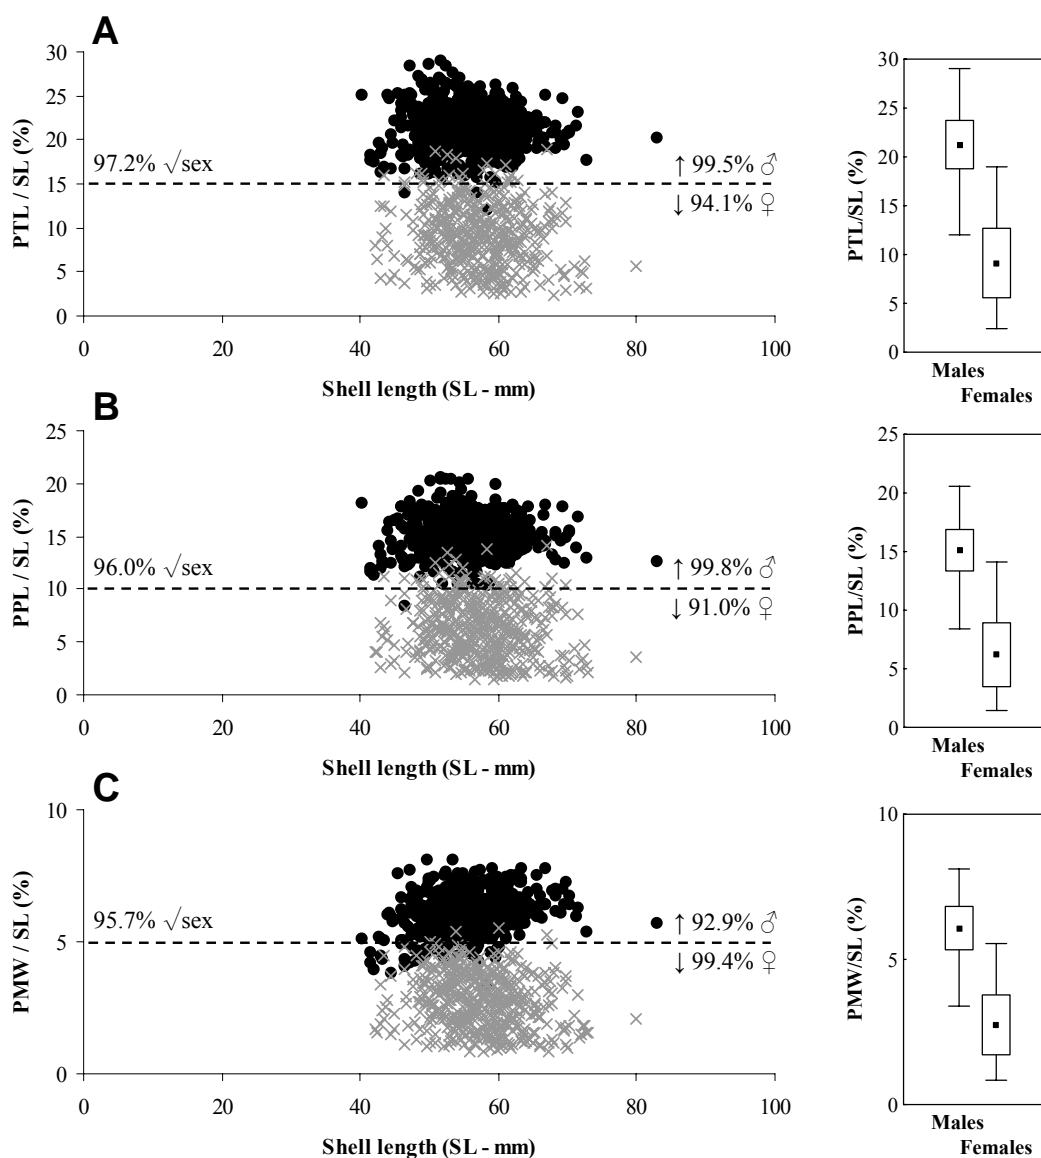 A
30
25
20
15
10
5
0
PTL / SL (%)
97.2% √sex
↑ 99.5% ♂
↓ 94.1% ♀
0 20 40 60 80 100
Shell length (SL - mm)
30
25
20
15
10
5
0
PTL/SL (%)
Males
Females
B
25
20
15
10
5
0
PPL / SL (%)
96.0% √sex
↑ 99.8% ♂
↓ 91.0% ♀
0 20 40 60 80 100
Shell length (SL - mm)
25
20
15
10
5
0
PPL/SL (%)
Males
Females
C
10
5
0
PMW / SL (%)
95.7% √sex
↑ 92.9% ♂
↓ 99.4% ♀
0 20 40 60 80 100
Shell length (SL - mm)
10
5
0
PMW/SL (%)
Males
Females